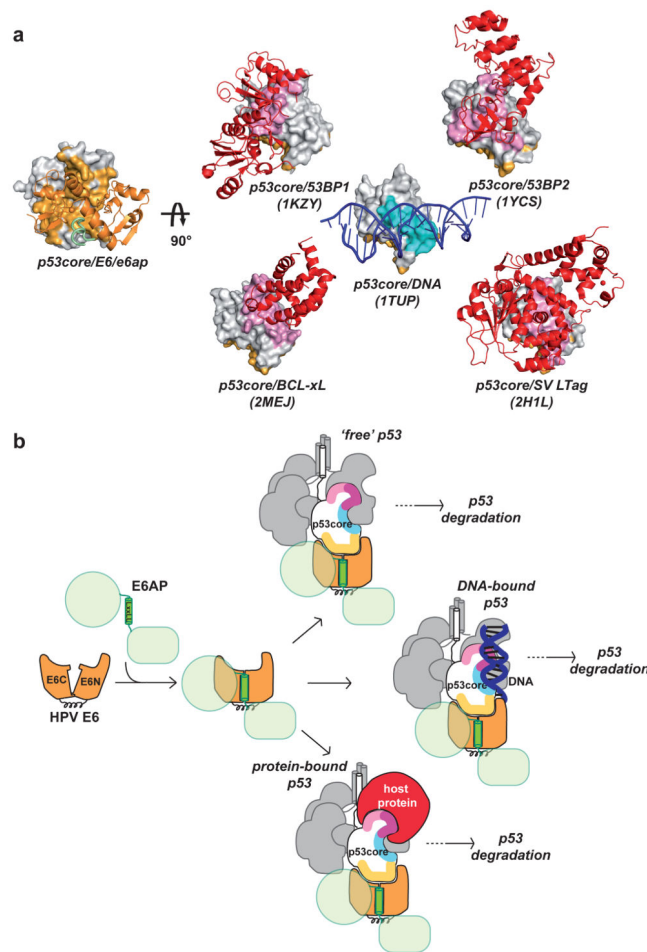 a
p53core/E6/e6ap
90°
p53core/53BP1
(1KZY)
p53core/53BP2
(1YCS)
p53core/DNA
(1TUP)
p53core/BCL-xL
(2MEJ)
p53core/SV LTag
(2H1L)
b
'free' p53
p53core
p53
degradation
E6AP
E6C
E6N
HPV E6
DNA-bound
p53
p53core
DNA
p53
degradation
protein-bound
p53
host
protein
p53core
p53
degradation